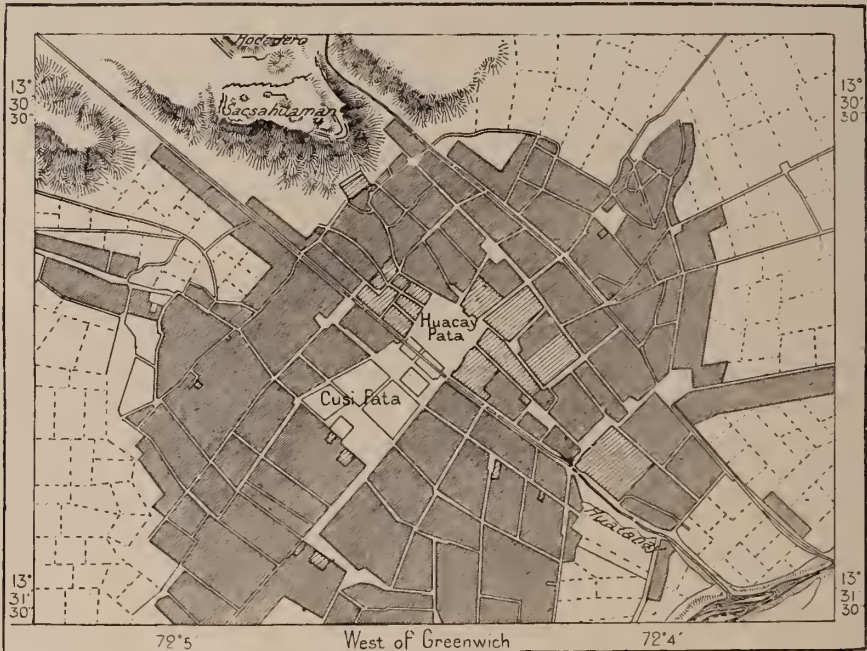 Rodadero
Sacsahuaman
13°
30
30"
13°
30
30"
Huacay
Pata
Cusi Pata
Huatanay
13°
31
30"
13°
31
30"
72°5'
West of Greenwich
72°4'